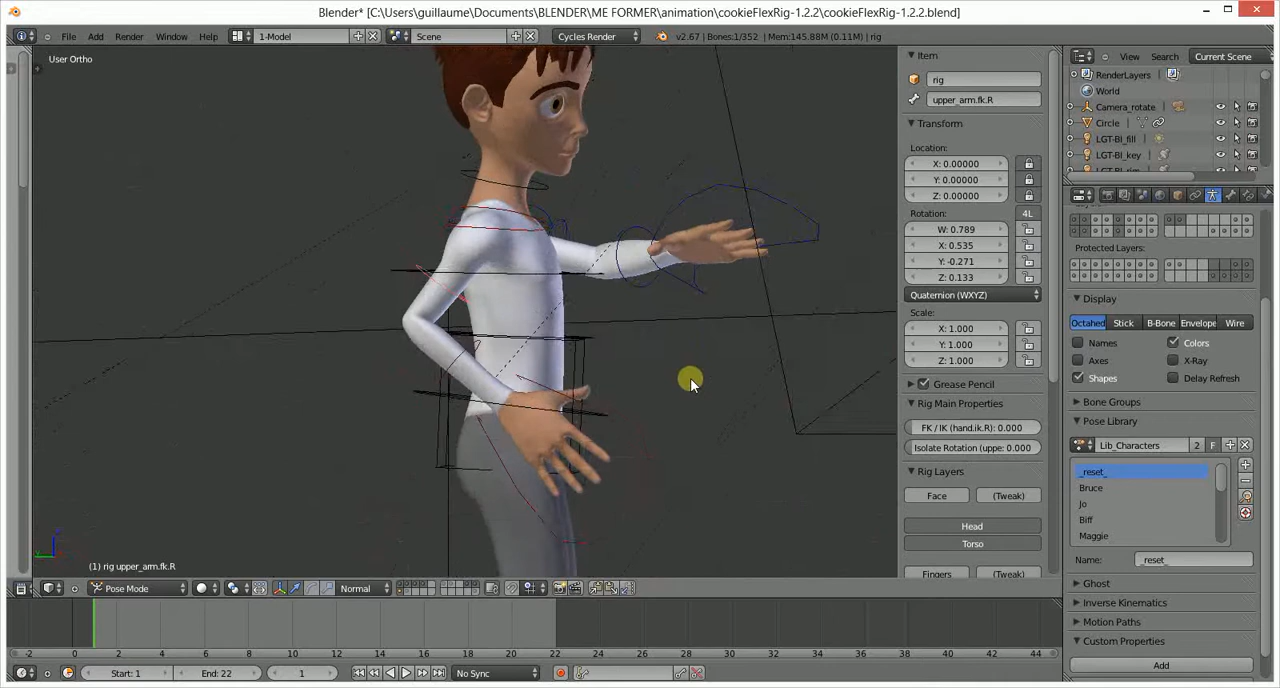 Blender* [C:\Users\guillaume\Documents\BLENDER\ME FORMER\animation\cookieFlexRig-1.2.2\cookieFlexRig-1.2.2.blend]
File Add Render Window Help 1-Model Scene Cycles Render v2.67 | Bones:1/352 | Mem:145.88M (0.11M) | rig
View Search Current Scene
User Ortho
Item
rig
upper_arm.fk.R
Transform
Location:
X: 0.00000
Y: 0.00000
Z: 0.00000
Rotation: 4L
W: 0.789
X: 0.535
Y: -0.271
Z: 0.133
Quaternion (WXYZ)
Scale:
X: 1.000
Y: 1.000
Z: 1.000
Grease Pencil
Rig Main Properties
FK / IK (hand.ik.R): 0.000
Isolate Rotation (uppe: 0.000
Rig Layers
Face (Tweak)
Head
Torso
Fingers (Tweak)
RenderLayers
World
Camera_rotate
Circle
LGT-BI_fill
LGT-BI_key
Protected Layers:
Display
Octahed Stick B-Bone Envelope Wire
Names Colors
Axes X-Ray
Shapes Delay Refresh
Bone Groups
Pose Library
Lib_Characters 2 F
_reset_
Bruce
Jo
Biff
Maggie
Name: _reset_
Ghost
Inverse Kinematics
Motion Paths
Custom Properties
Add
(1) rig upper_arm.fk.R
Pose Mode Normal
-2 0 2 4 6 8 10 12 14 16 18 20 22 24 26 28 30 32 34 36 38 40 42 44
Start: 1 End: 22 1 No Sync